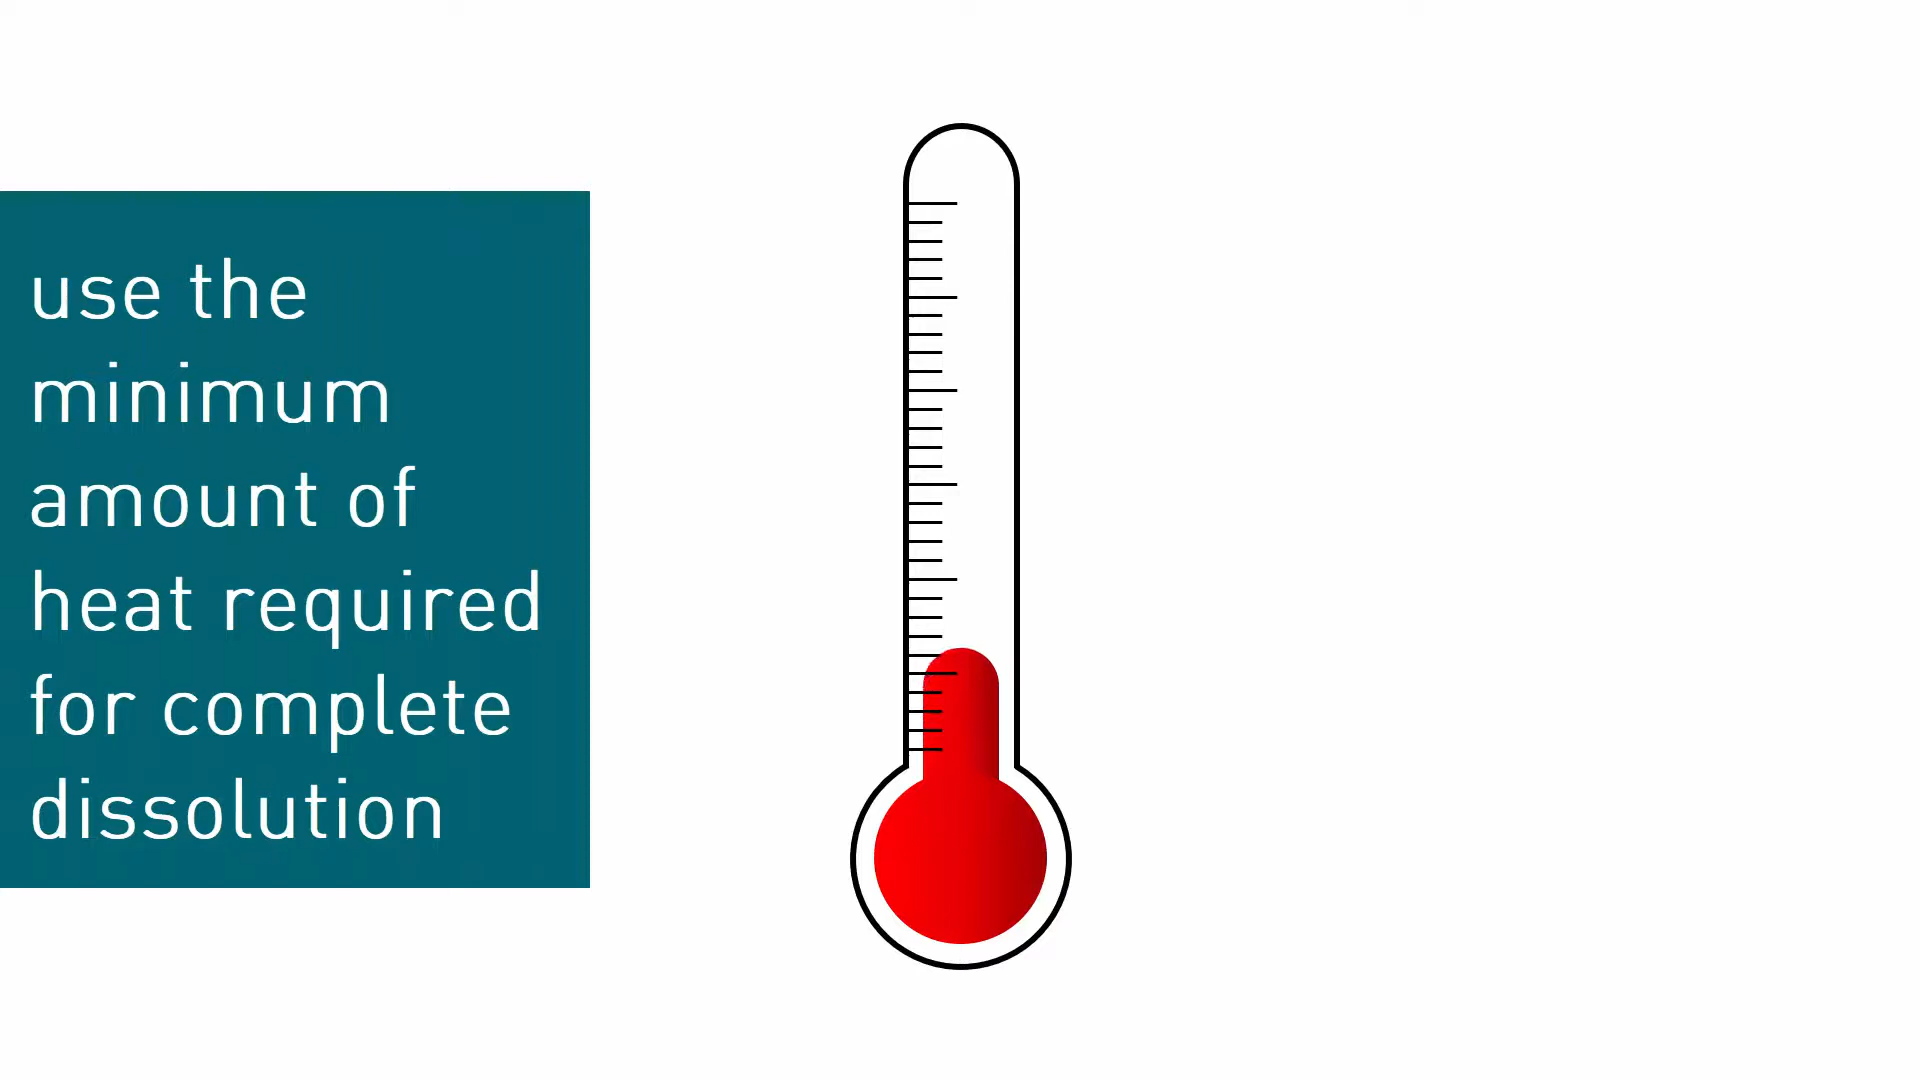 use the
minimum
amount of
heat required
for complete
dissolution